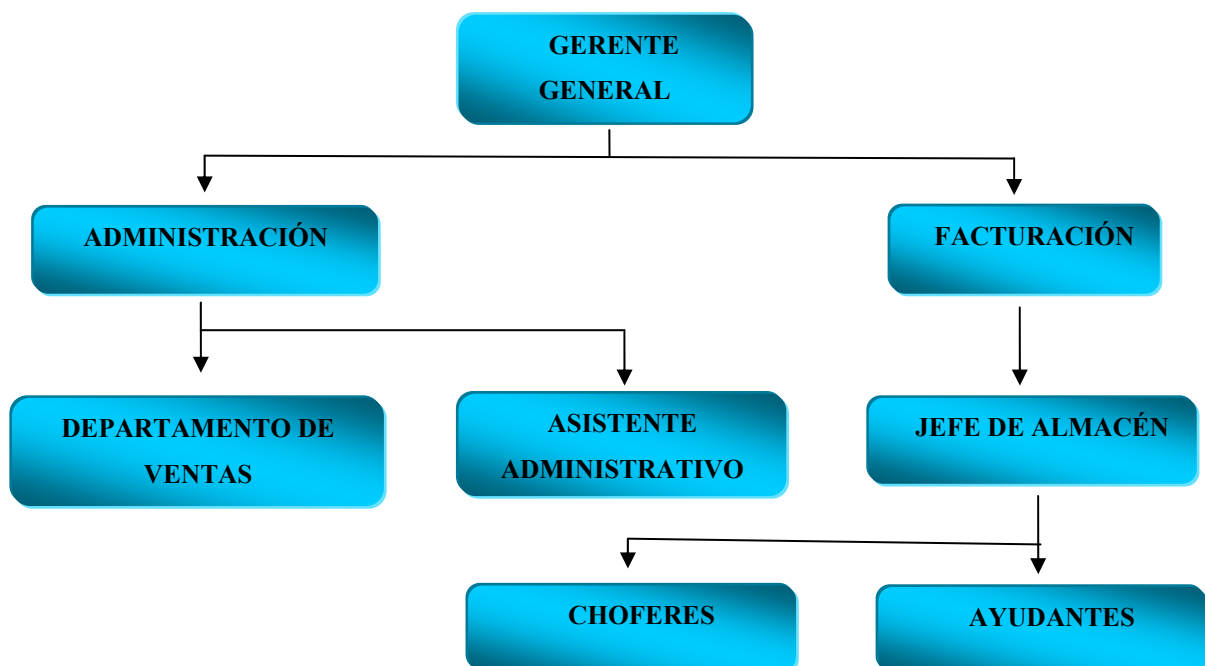 GERENTE
GENERAL
ADMINISTRACIÓN
FACTURACIÓN
DEPARTAMENTO DE
VENTAS
ASISTENTE
ADMINISTRATIVO
JEFE DE ALMACÉN
CHOFERES
AYUDANTES